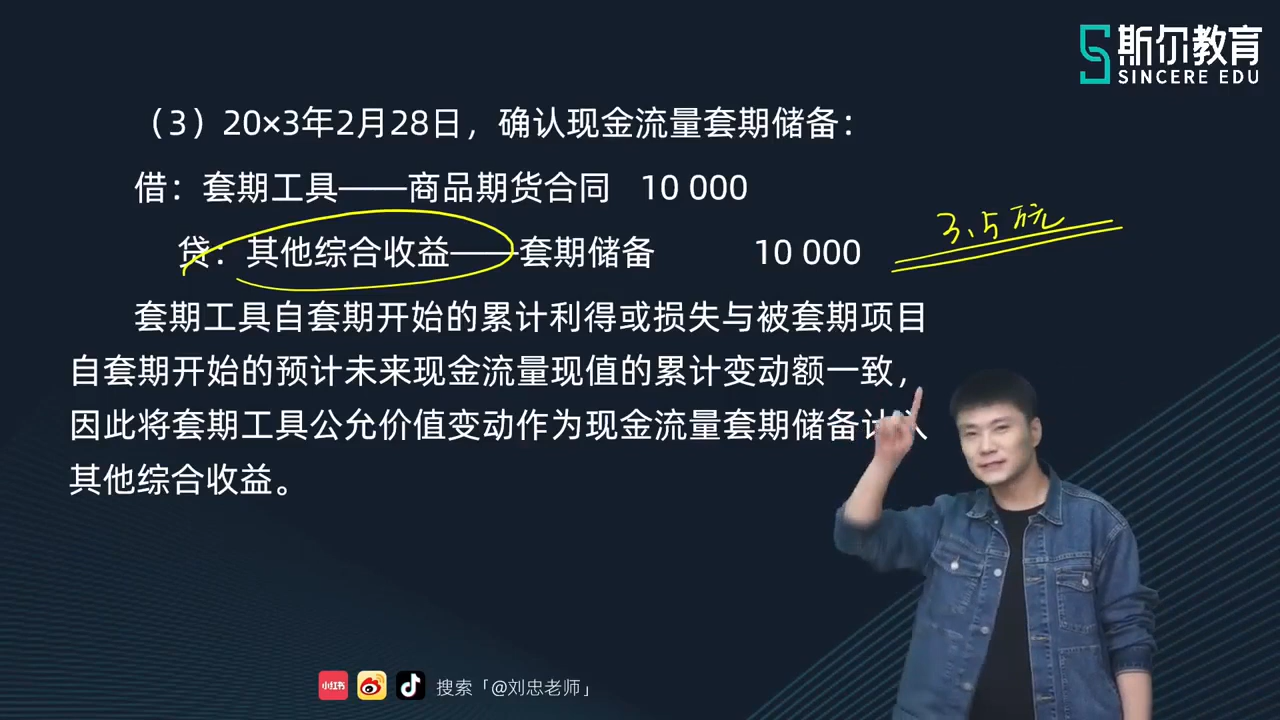 斯尔教育
SINCERE EDU
（3）20×3年2月28日，确认现金流量套期储备：
借：套期工具——商品期货合同 10 000
3.5万元
贷：其他综合收益——套期储备 10 000
套期工具自套期开始的累计利得或损失与被套期项目
自套期开始的预计未来现金流量现值的累计变动额一致，
因此将套期工具公允价值变动作为现金流量套期储备计入
其他综合收益。
小红书
搜索「@刘忠老师」